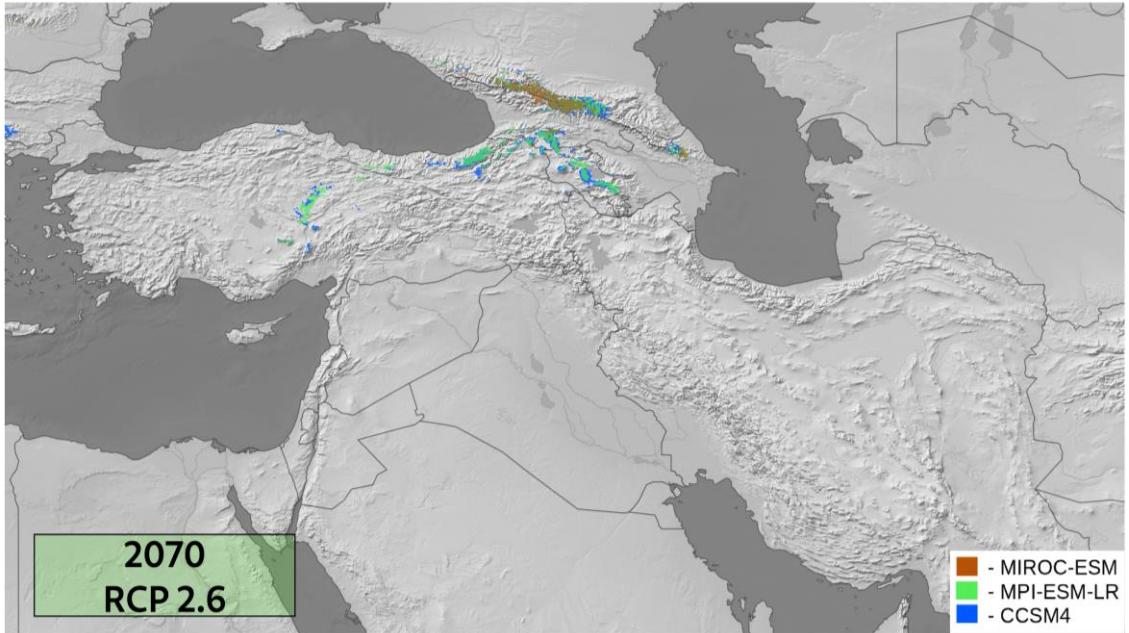 2070
RCP 2.6
- MIROC-ESM
- MPI-ESM-LR
- CCSM4